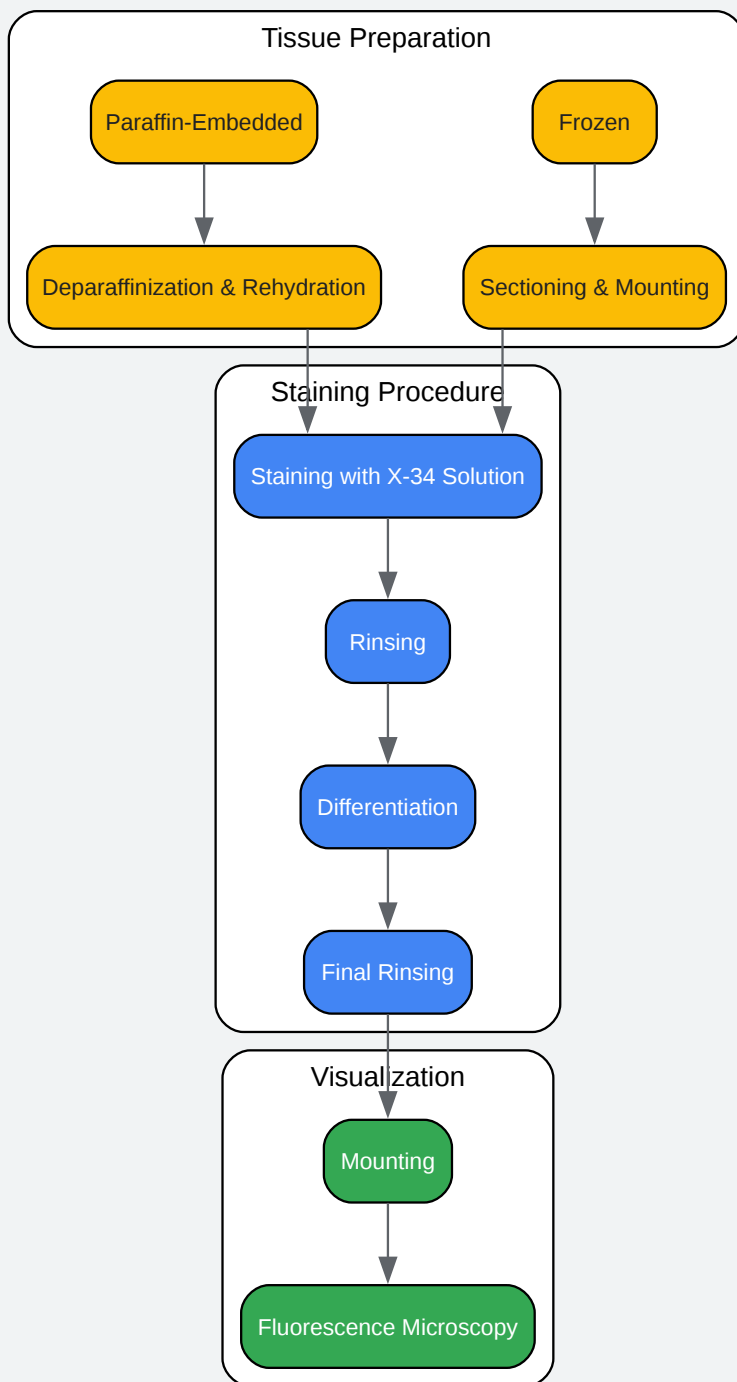 Tissue Preparation
Paraffin-Embedded
Frozen
Deparaffinization & Rehydration
Sectioning & Mounting
Staining Procedure
Staining with X-34 Solution
Rinsing
Differentiation
Final Rinsing
Visualization
Mounting
Fluorescence Microscopy